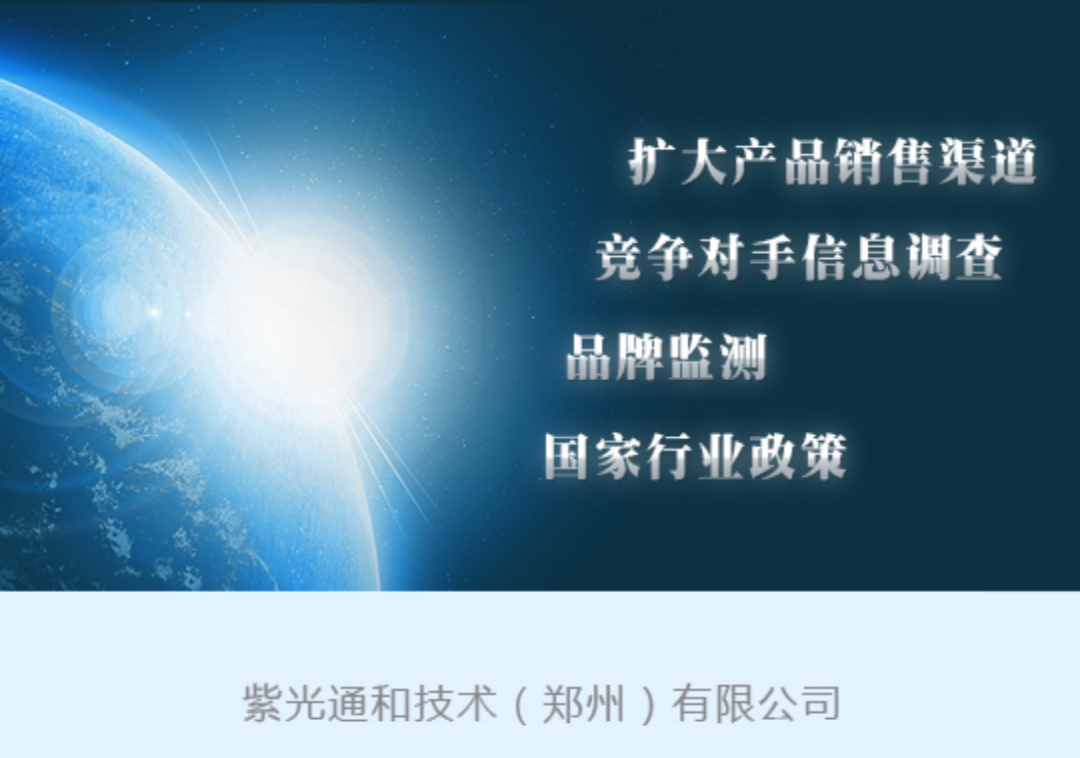 扩大产品销售渠道
竞争对手信息调查
品牌监测
国家行业政策
紫光通和技术（郑州）有限公司